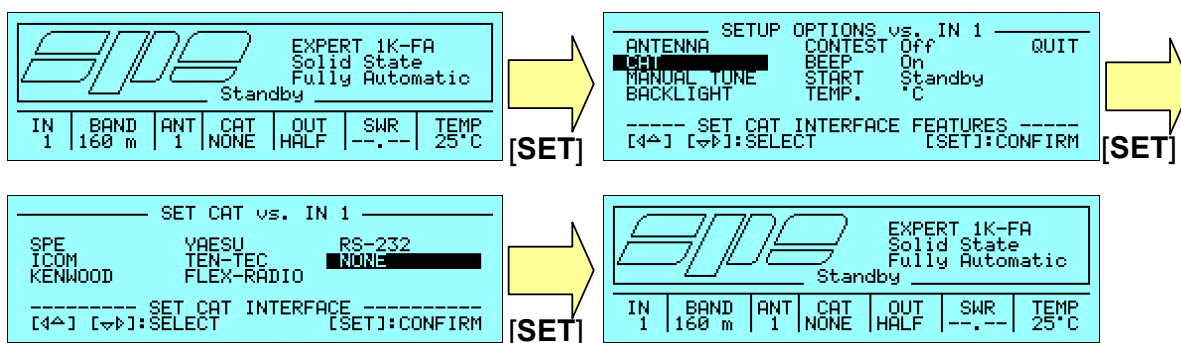 spe
EXPERT 1K-FA
Solid State
Fully Automatic
Standby
IN BAND ANT CAT OUT SWR TEMP
1 160 m 1 NONE HALF --.-- 25°C
[SET]
SETUP OPTIONS vs. IN 1
ANTENNA CONTEST Off QUIT
CAT BEEP On
MANUAL TUNE START Standby
BACKLIGHT TEMP. °C
----- SET CAT INTERFACE FEATURES -----
[◁△] [▽▷]:SELECT [SET]:CONFIRM
[SET]
SET CAT vs. IN 1
SPE YAESU RS-232
ICOM TEN-TEC NONE
KENWOOD FLEX-RADIO
--------- SET CAT INTERFACE----------
[◁△] [▽▷]:SELECT [SET]:CONFIRM
[SET]
spe
EXPERT 1K-FA
Solid State
Fully Automatic
Standby
IN BAND ANT CAT OUT SWR TEMP
1 160 m 1 NONE HALF --.-- 25°C